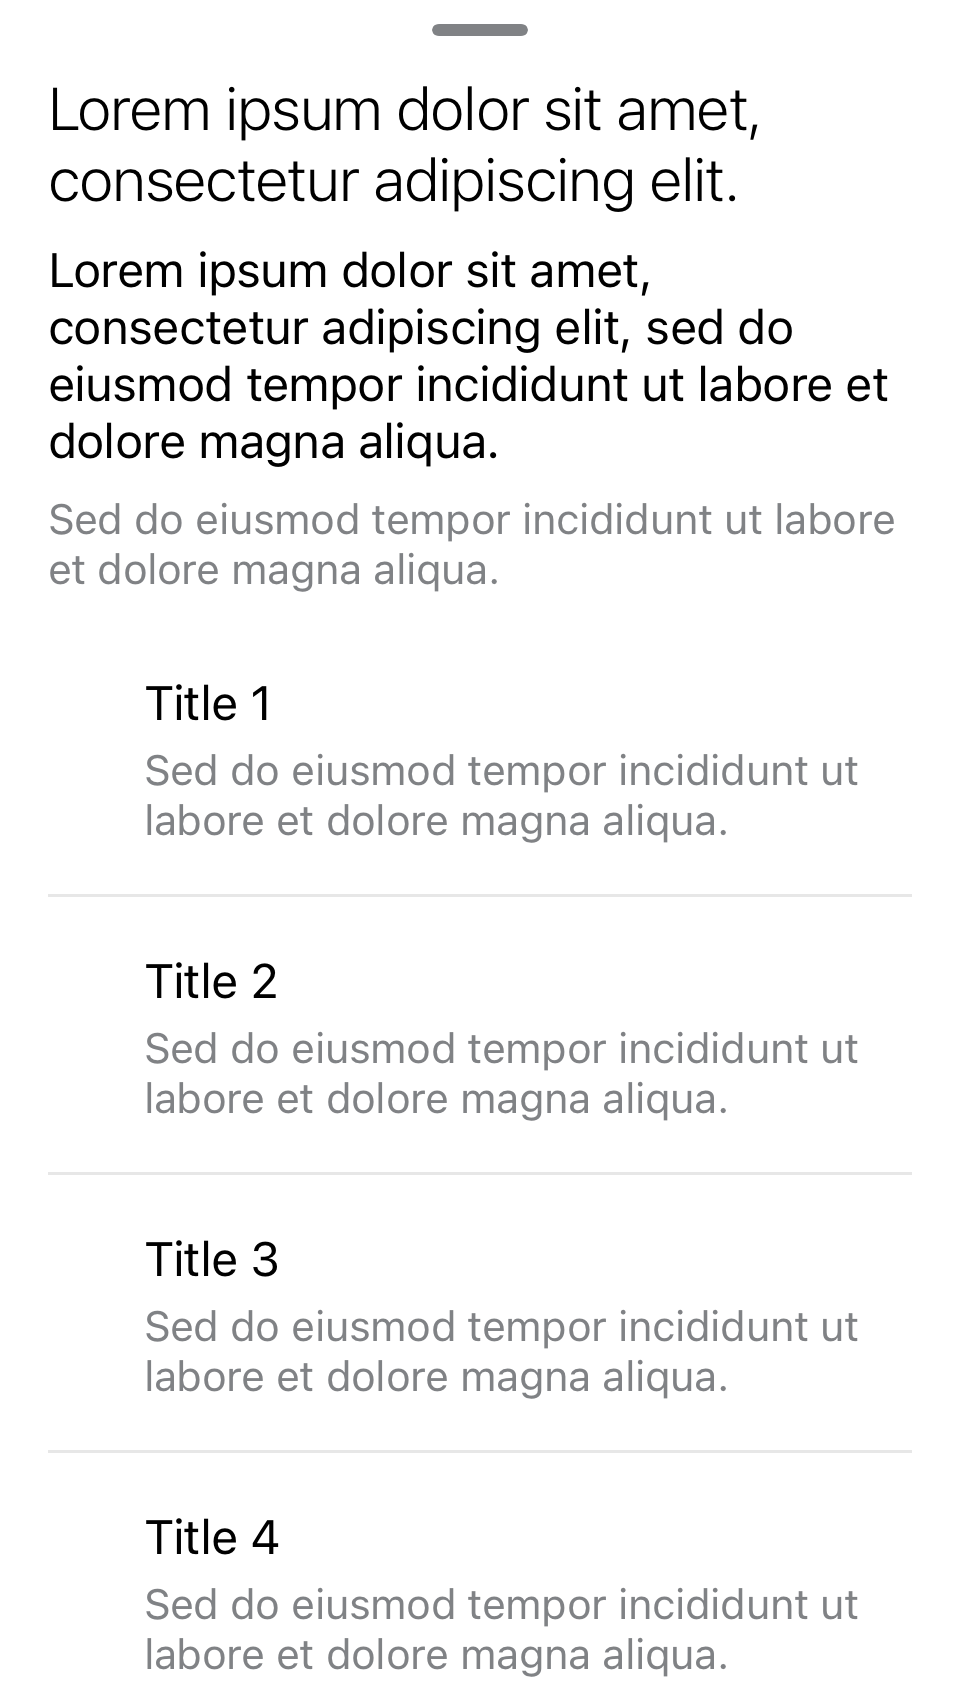 Lorem ipsum dolor sit amet,
consectetur adipiscing elit.
Lorem ipsum dolor sit amet,
consectetur adipiscing elit, sed do
eiusmod tempor incididunt ut labore et
dolore magna aliqua.
Sed do eiusmod tempor incididunt ut labore
et dolore magna aliqua.
Title 1
Sed do eiusmod tempor incididunt ut
labore et dolore magna aliqua.
Title 2
Sed do eiusmod tempor incididunt ut
labore et dolore magna aliqua.
Title 3
Sed do eiusmod tempor incididunt ut
labore et dolore magna aliqua.
Title 4
Sed do eiusmod tempor incididunt ut
labore et dolore magna aliqua.